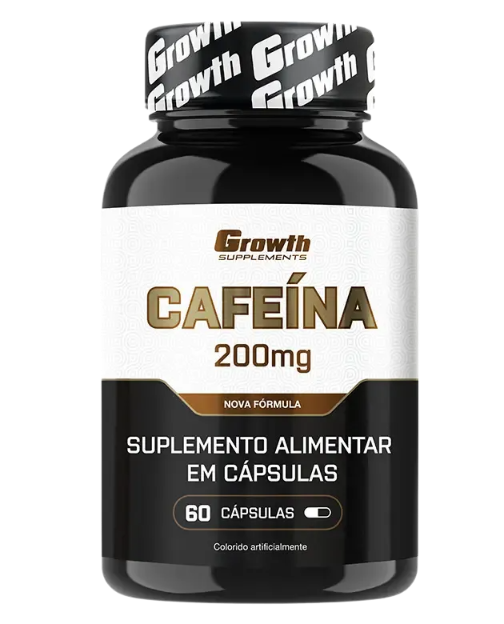 Growth Growth
Growth Growth
Growth
SUPPLEMENTS
CAFEÍNA
200mg
NOVA FÓRMULA
SUPLEMENTO ALIMENTAR
EM CÁPSULAS
60 CÁPSULAS
Colorido artificialmente